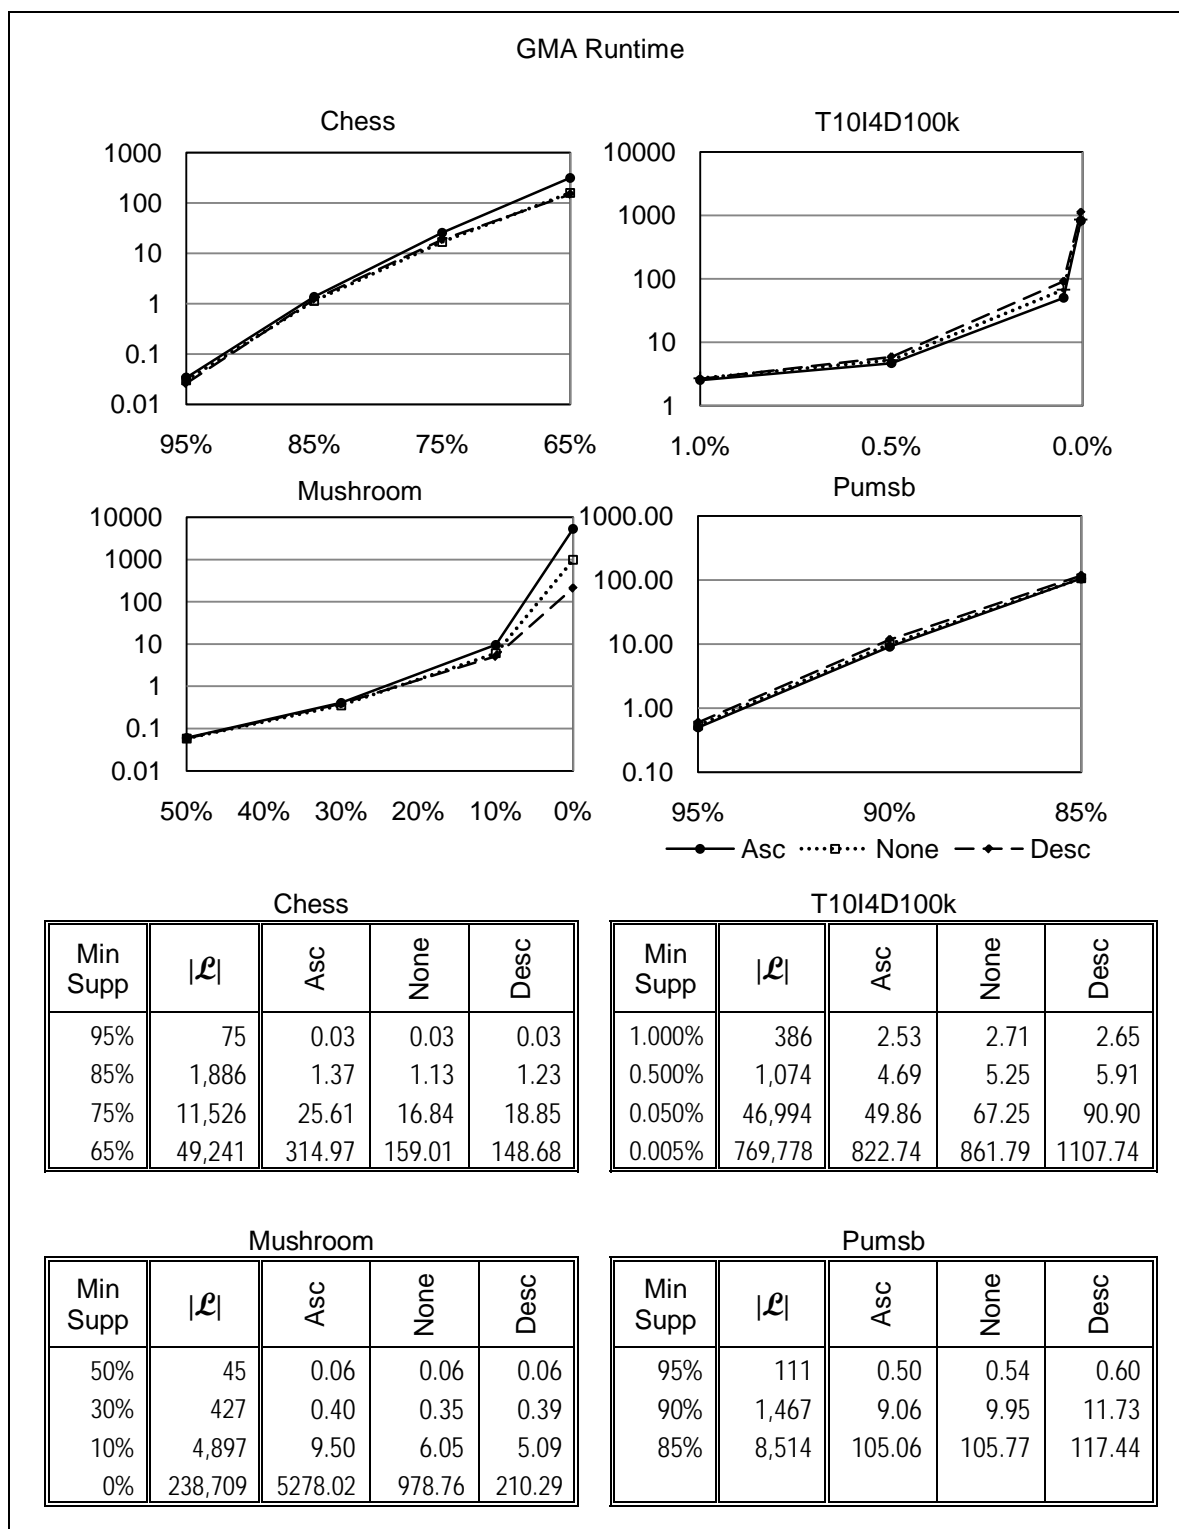 GMA Runtime
Chess
1000
100
10
1
0.1
0.01
95% 85% 75% 65%
T10I4D100k
10000
1000
100
10
1
1.0% 0.5% 0.0%
Mushroom
10000
1000
100
10
1
0.1
0.01
50% 40% 30% 20% 10% 0%
Pumsb
1000.00
100.00
10.00
1.00
0.10
95% 90% 85%
Asc None Desc
Chess
Min Supp |ℒ| Asc None Desc
95% 75 0.03 0.03 0.03
85% 1,886 1.37 1.13 1.23
75% 11,526 25.61 16.84 18.85
65% 49,241 314.97 159.01 148.68
T10I4D100k
Min Supp |ℒ| Asc None Desc
1.000% 386 2.53 2.71 2.65
0.500% 1,074 4.69 5.25 5.91
0.050% 46,994 49.86 67.25 90.90
0.005% 769,778 822.74 861.79 1107.74
Mushroom
Min Supp |ℒ| Asc None Desc
50% 45 0.06 0.06 0.06
30% 427 0.40 0.35 0.39
10% 4,897 9.50 6.05 5.09
0% 238,709 5278.02 978.76 210.29
Pumsb
Min Supp |ℒ| Asc None Desc
95% 111 0.50 0.54 0.60
90% 1,467 9.06 9.95 11.73
85% 8,514 105.06 105.77 117.44